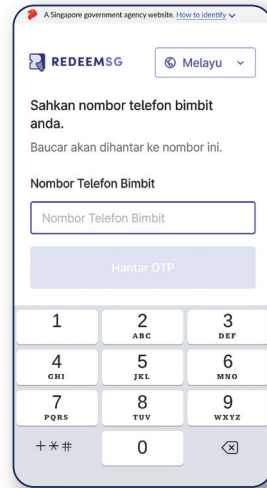 A Singapore government agency website. How to identify
REDEEMSG
Melayu
Sahkan nombor telefon bimbit
anda.
Baucar akan dihantar ke nombor ini.
Nombor Telefon Bimbit
Nombor Telefon Bimbit
Hantar OTP
1 2 3
ABC DEF
4 5 6
GHI JKL MNO
7 8 9
PQRS TUV WXYZ
+*# 0